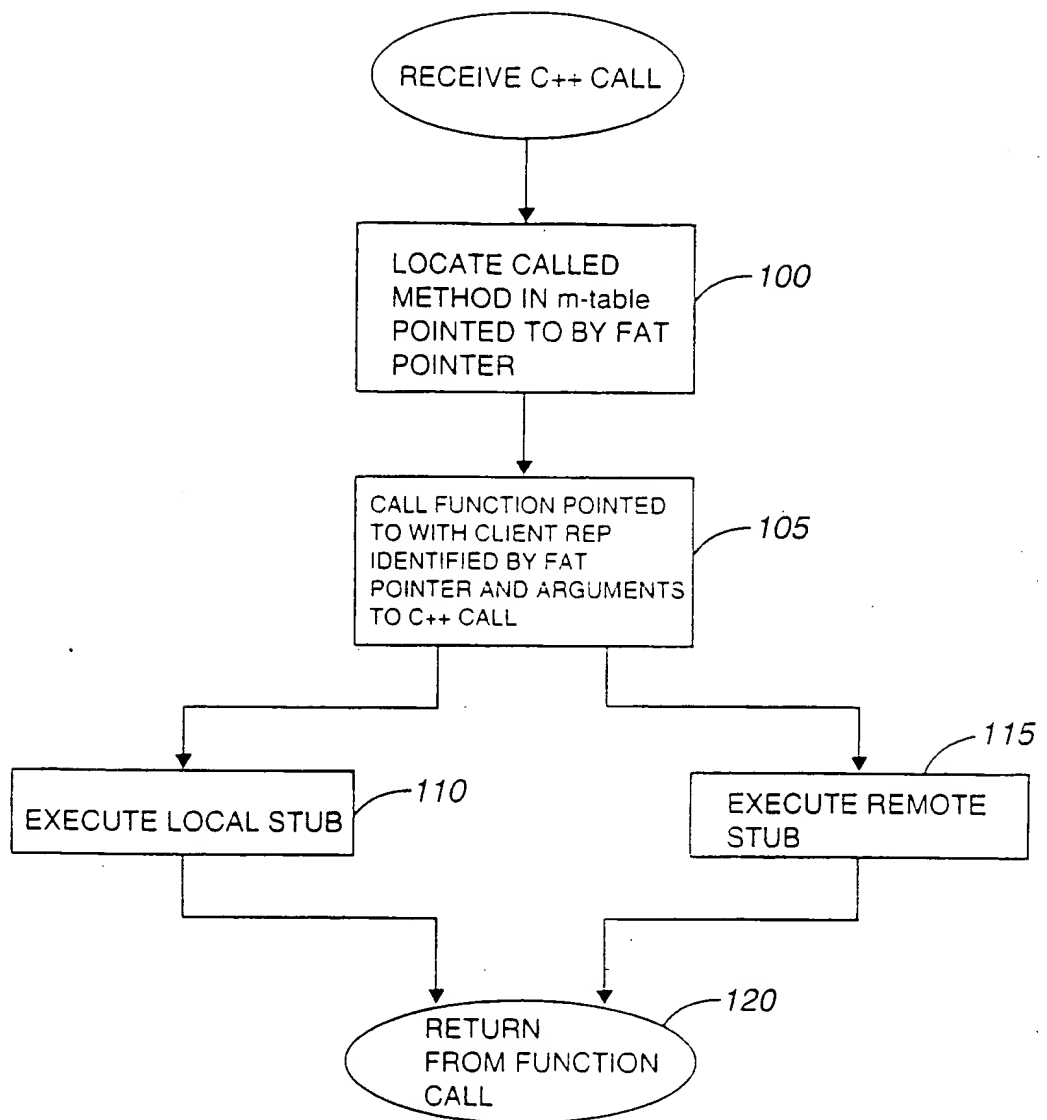 RECEIVE C++ CALL
LOCATE CALLED
METHOD IN m-table
POINTED TO BY FAT
POINTER
100
CALL FUNCTION POINTED
TO WITH CLIENT REP
IDENTIFIED BY FAT
POINTER AND ARGUMENTS
TO C++ CALL
105
EXECUTE LOCAL STUB
110
EXECUTE REMOTE
STUB
115
RETURN
FROM FUNCTION
CALL
120